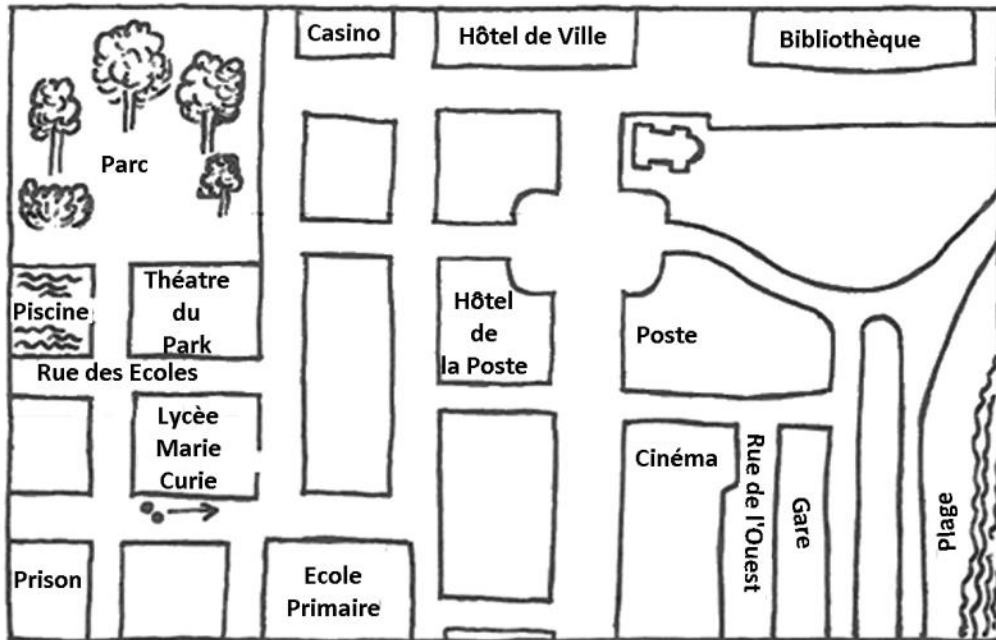 Casino
Hôtel de Ville
Bibliothèque
Parc
Piscine
Théatre
du
Park
Hôtel
de
la Poste
Poste
Rue des Ecoles
Lycèe
Marie
Curie
Cinéma
Rue de l'Ouest
Gare
Plage
Prison
Ecole
Primaire